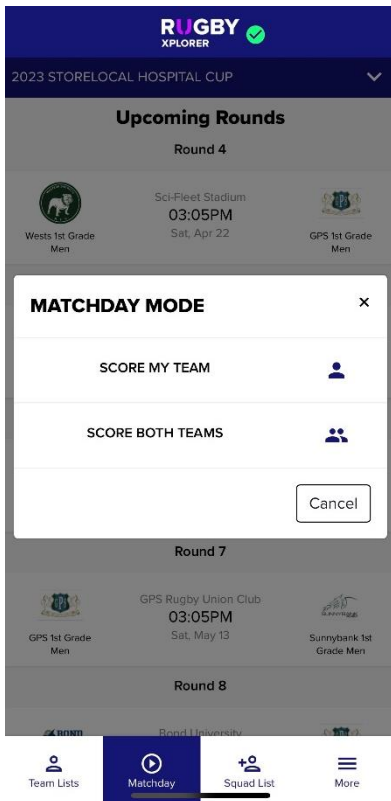 RUGBY
XPLORER
2023 STORELOCAL HOSPITAL CUP
Upcoming Rounds
Round 4
Sci-Fleet Stadium
03:05PM
Sat, Apr 22
Wests 1st Grade
Men
GPS
GPS 1st Grade
Men
MATCHDAY MODE
×
SCORE MY TEAM
SCORE BOTH TEAMS
Cancel
Round 7
GPS
GPS Rugby Union Club
03:05PM
Sat, May 13
GPS 1st Grade
Men
Sunnybank 1st
Grade Men
Round 8
BOND
Bond University
Team Lists
Matchday
Squad List
More